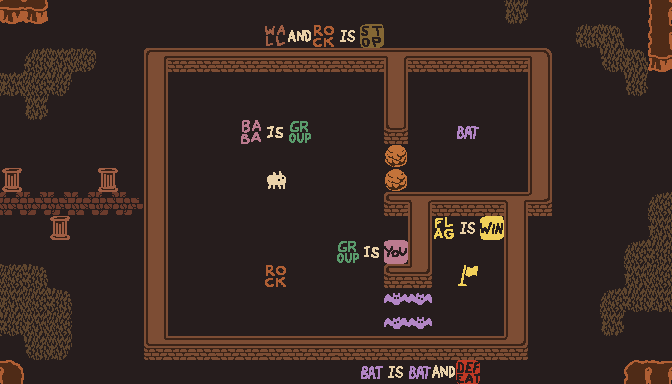 WALL AND ROCK IS STOP
BABA IS GROUP
BAT
FLAG IS WIN
GROUP IS YOU
ROCK
BAT IS BAT AND DEFEAT